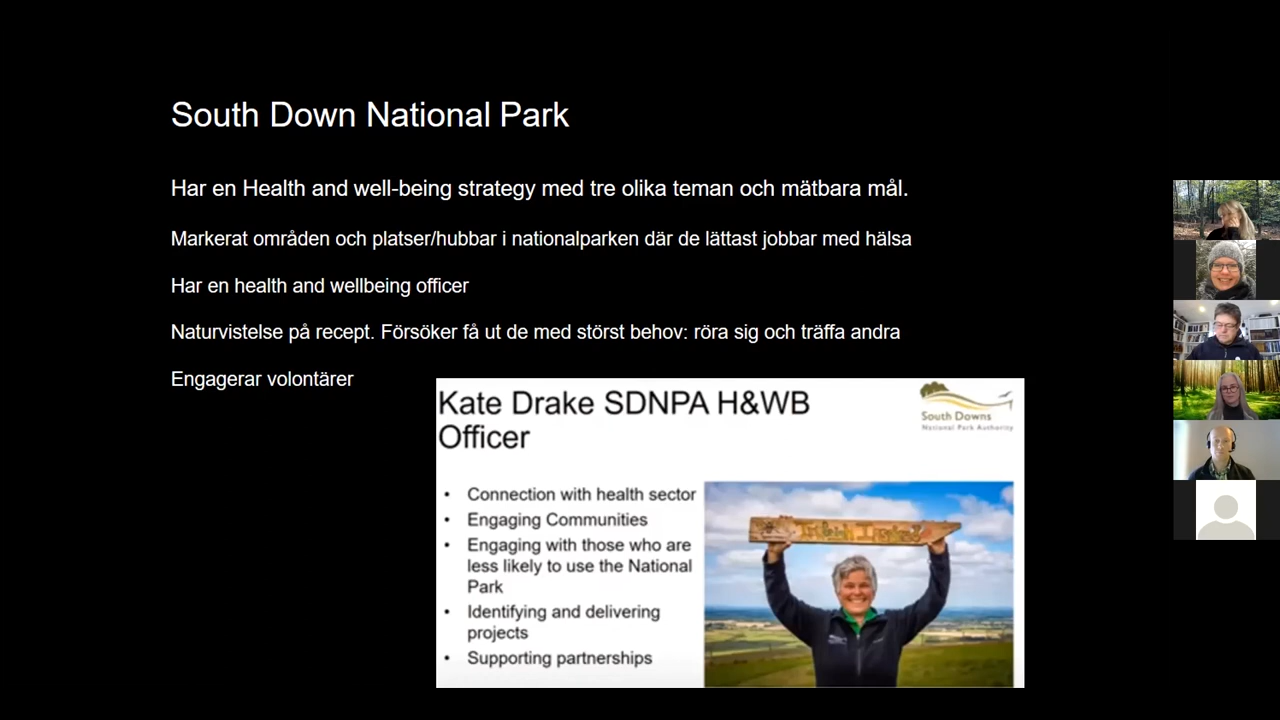 South Down National Park
Har en Health and well-being strategy med tre olika teman och mätbara mål.
Markerat områden och platser/hubbar i nationalparken där de lättast jobbar med hälsa
Har en health and wellbeing officer
Naturvistelse på recept. Försöker få ut de med störst behov: röra sig och träffa andra
Engagerar volontärer
Kate Drake SDNPA H&WB
Officer
South Downs
National Park Authority
• Connection with health sector
• Engaging Communities
• Engaging with those who are
less likely to use the National
Park
• Identifying and delivering
projects
• Supporting partnerships